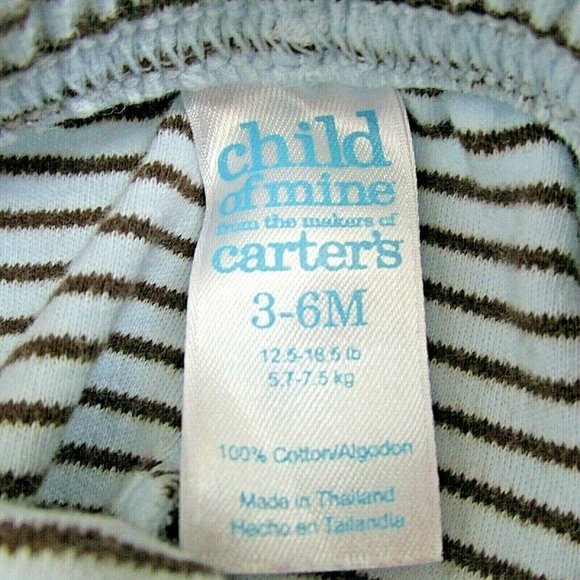 child
of mine
from the makers of
carter's
3-6M
12.5-18.5 lb
5.7-7.5 kg
100% Cotton/Algodon
Made in Thailand
Hecho en Tailandia